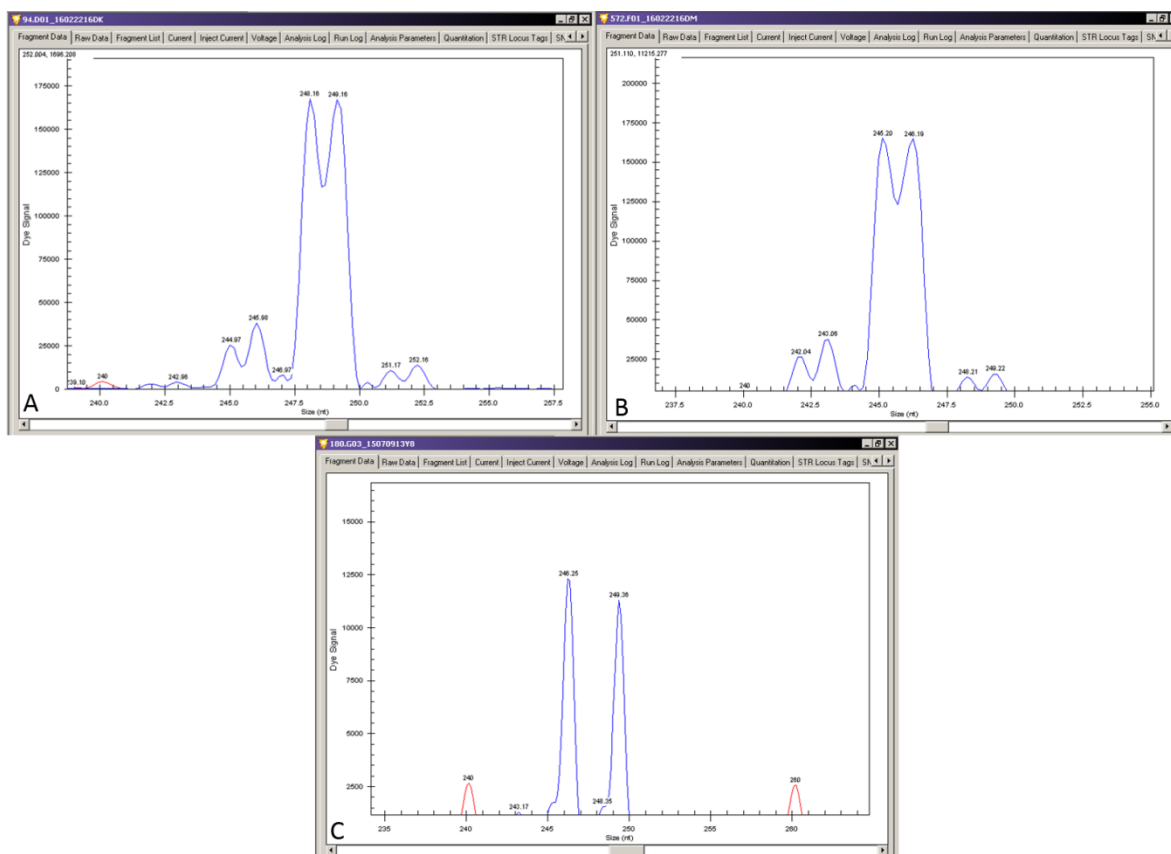 94.D01_16022216DK
Fragment Data Raw Data Fragment List Current Inject Current Voltage Analysis Log Run Log Analysis Parameters Quantitation STR Locus Tags SN
252.804, 1696.208
Dye Signal
175000
150000
125000
100000
75000
50000
25000
0
239.10
240
242.96
244.97
245.98
246.97
248.16
249.16
251.17
252.16
240.0 242.5 245.0 247.5 250.0 252.5 255.0 257.5
Size (nt)
A
572.F01_16022216DM
Fragment Data Raw Data Fragment List Current Inject Current Voltage Analysis Log Run Log Analysis Parameters Quantitation STR Locus Tags SN
251.110, 11215.277
Dye Signal
200000
175000
150000
125000
100000
75000
50000
25000
240
242.04
243.06
245.20
246.19
248.21
249.22
237.5 240.0 242.5 245.0 247.5 250.0 252.5 255.0
Size (nt)
B
180.G03_15070913Y8
Fragment Data Raw Data Fragment List Current Inject Current Voltage Analysis Log Run Log Analysis Parameters Quantitation STR Locus Tags SN
Dye Signal
15000
12500
10000
7500
5000
2500
240
243.17
246.25
248.35
249.36
260
235 240 245 250 255 260
Size (nt)
C